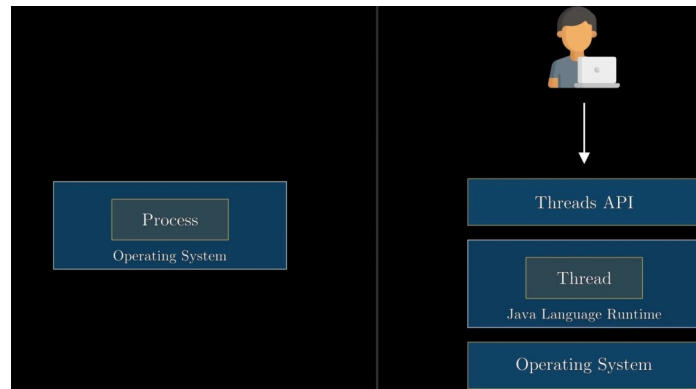 Process
Operating System
Threads API
Thread
Java Language Runtime
Operating System